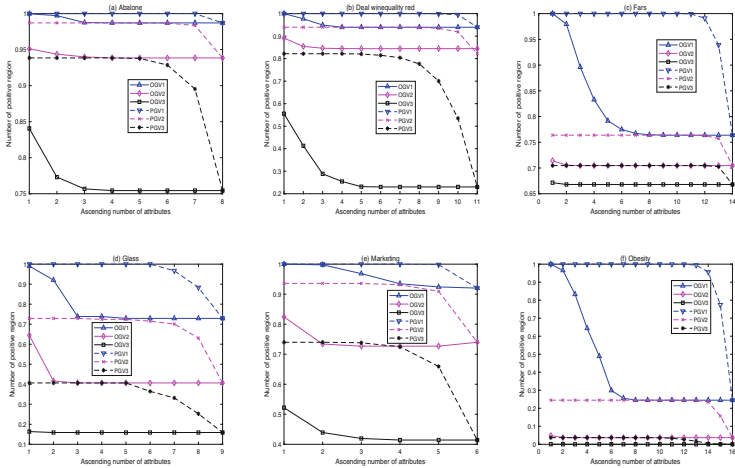 (a) Abalone
Number of positive region
1
0.95
0.9
0.85
0.8
0.75
OGV1
OGV2
OGV3
PGV1
PGV2
PGV3
1 2 3 4 5 6 7 8
Ascending number of attributes
(b) Deal winequality red
Number of positive region
1
0.9
0.8
0.7
0.6
0.5
0.4
0.3
0.2
OGV1
OGV2
OGV3
PGV1
PGV2
PGV3
1 2 3 4 5 6 7 8 9 10 11
Ascending number of attributes
(c) Fars
Number of positive region
1
0.95
0.9
0.85
0.8
0.75
0.7
0.65
OGV1
OGV2
OGV3
PGV1
PGV2
PGV3
0 2 4 6 8 10 12 14
Ascending number of attributes
(d) Glass
Number of positive region
1
0.9
0.8
0.7
0.6
0.5
0.4
0.3
0.2
0.1
OGV1
OGV2
OGV3
PGV1
PGV2
PGV3
1 2 3 4 5 6 7 8 9
Ascending number of attributes
(e) Marketing
Number of positive region
1
0.9
0.8
0.7
0.6
0.5
0.4
OGV1
OGV2
OGV3
PGV1
PGV2
PGV3
1 2 3 4 5 6
Ascending number of attributes
(f) Obesity
Number of positive region
1
0.9
0.8
0.7
0.6
0.5
0.4
0.3
0.2
0.1
0
OGV1
OGV2
OGV3
PGV1
PGV2
PGV3
0 2 4 6 8 10 12 14 16
Ascending number of attributes